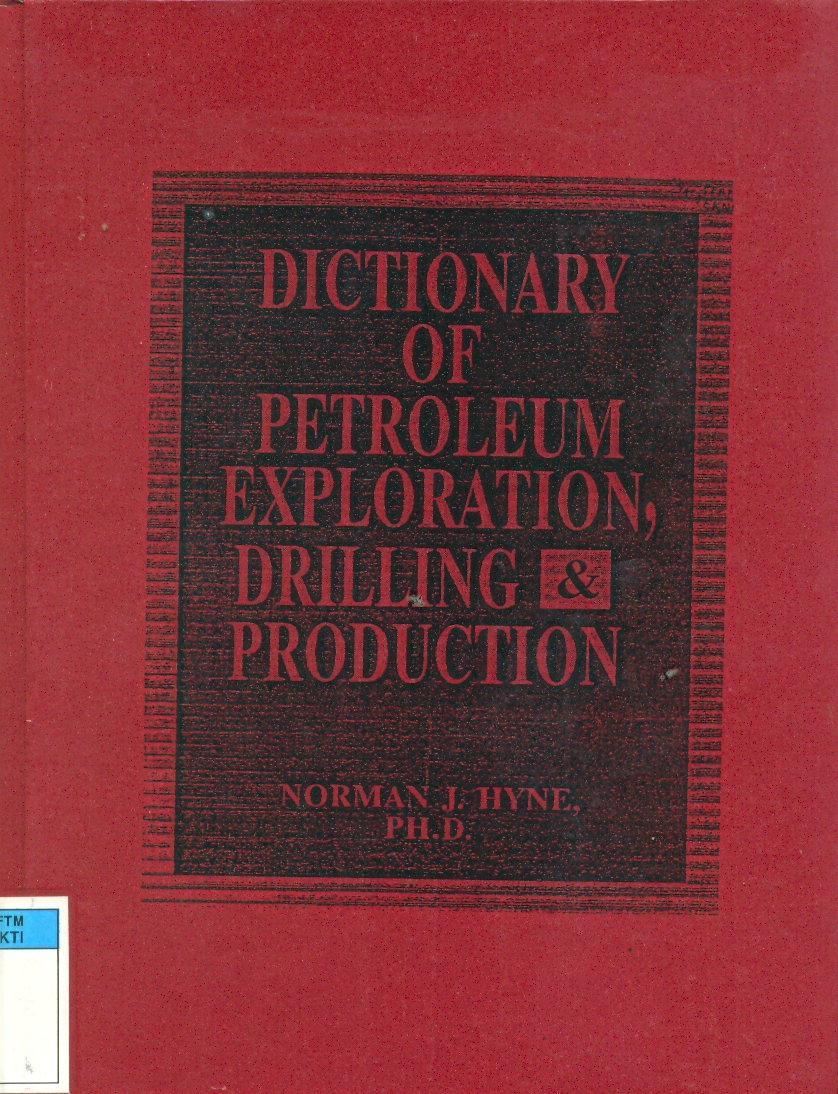 DICTIONARY
OF
PETROLEUM
EXPLORATION,
DRILLING &
PRODUCTION
NORMAN J. HYNE,
PH.D.
FTM
KTI